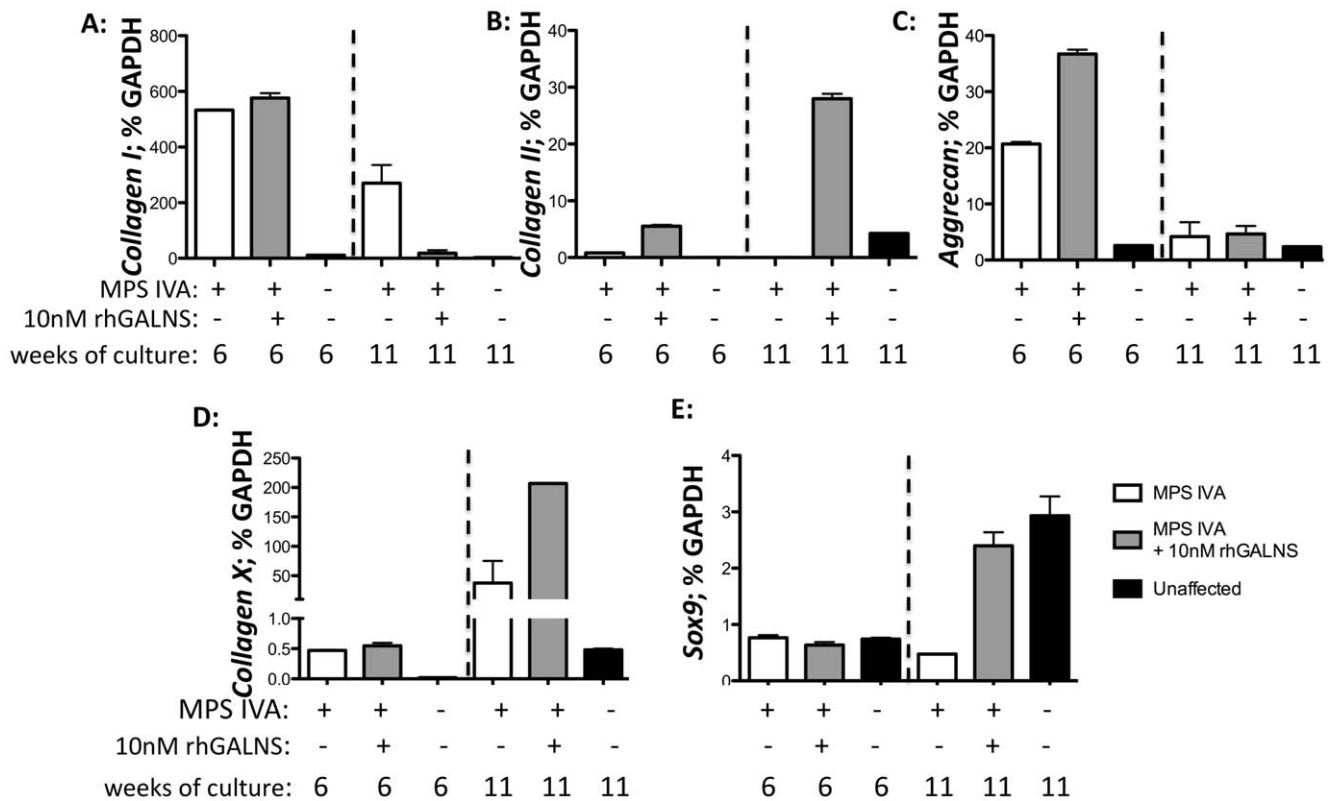 A:
Collagen I; % GAPDH
800
600
400
200
0
B:
Collagen II; % GAPDH
40
30
20
10
0
C:
Aggrecan; % GAPDH
40
30
20
10
0
MPS IVA: + + - + + - + + - + + - + + - + + -
10nM rhGALNS: - + - - + - - + - - + - - + - - + -
weeks of culture: 6 6 6 11 11 11 6 6 6 11 11 11 6 6 6 11 11 11
D:
Collagen X; % GAPDH
250
200
150
100
50
1.0
0.5
0.0
E:
Sox9; % GAPDH
4
3
2
1
0
MPS IVA
MPS IVA
+ 10nM rhGALNS
Unaffected
MPS IVA: + + - + + - + + - + + -
10nM rhGALNS: - + - - + - - + - - + -
weeks of culture: 6 6 6 11 11 11 6 6 6 11 11 11